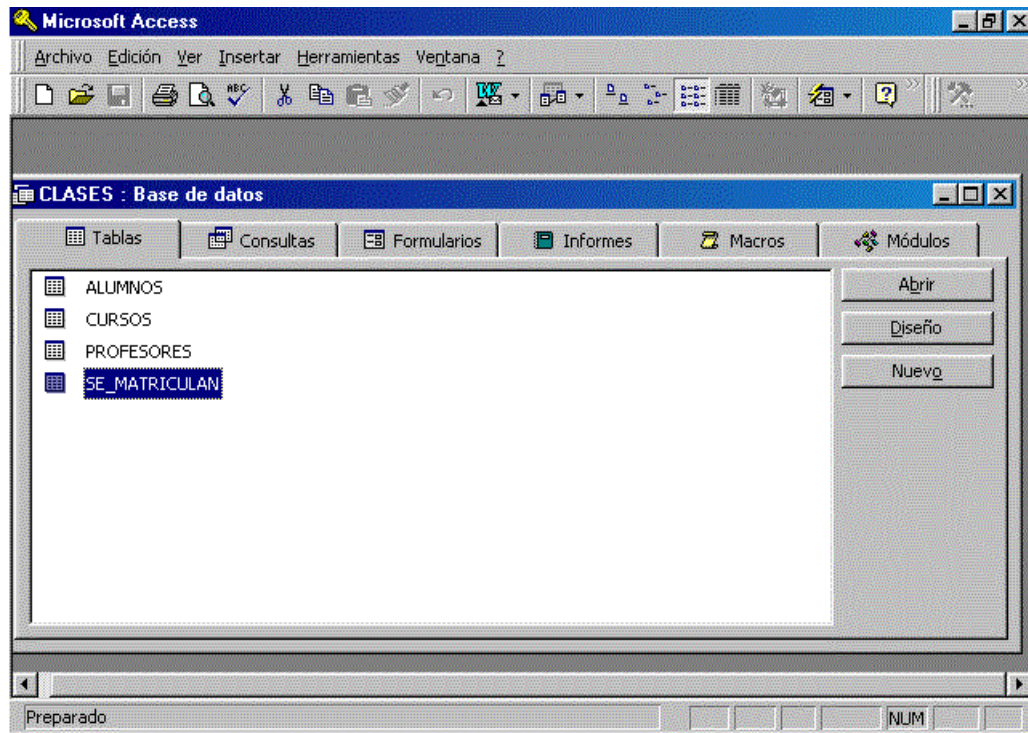 Microsoft Access
Archivo Edición Ver Insertar Herramientas Ventana ?
CLASES : Base de datos
Tablas Consultas Formularios Informes Macros Módulos
ALUMNOS Abrir
CURSOS Diseño
PROFESORES Nuevo
SE_MATRICULAN
Preparado NUM